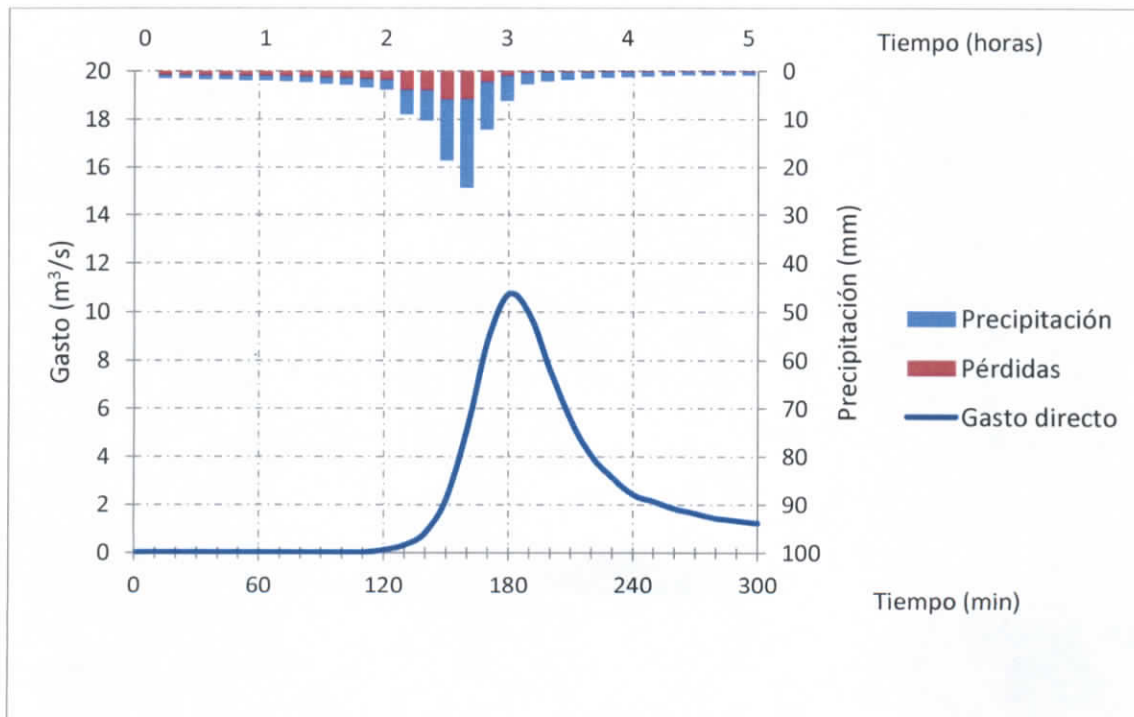 0 1 2 3 4 5 Tiempo (horas)
20 0
18 10
16 20
14 30
12 40
10 50
8 60
6 70
4 80
2 90
0 100
Gasto (m³/s)
Precipitación (mm)
Precipitación
Pérdidas
Gasto directo
0 60 120 180 240 300
Tiempo (min)